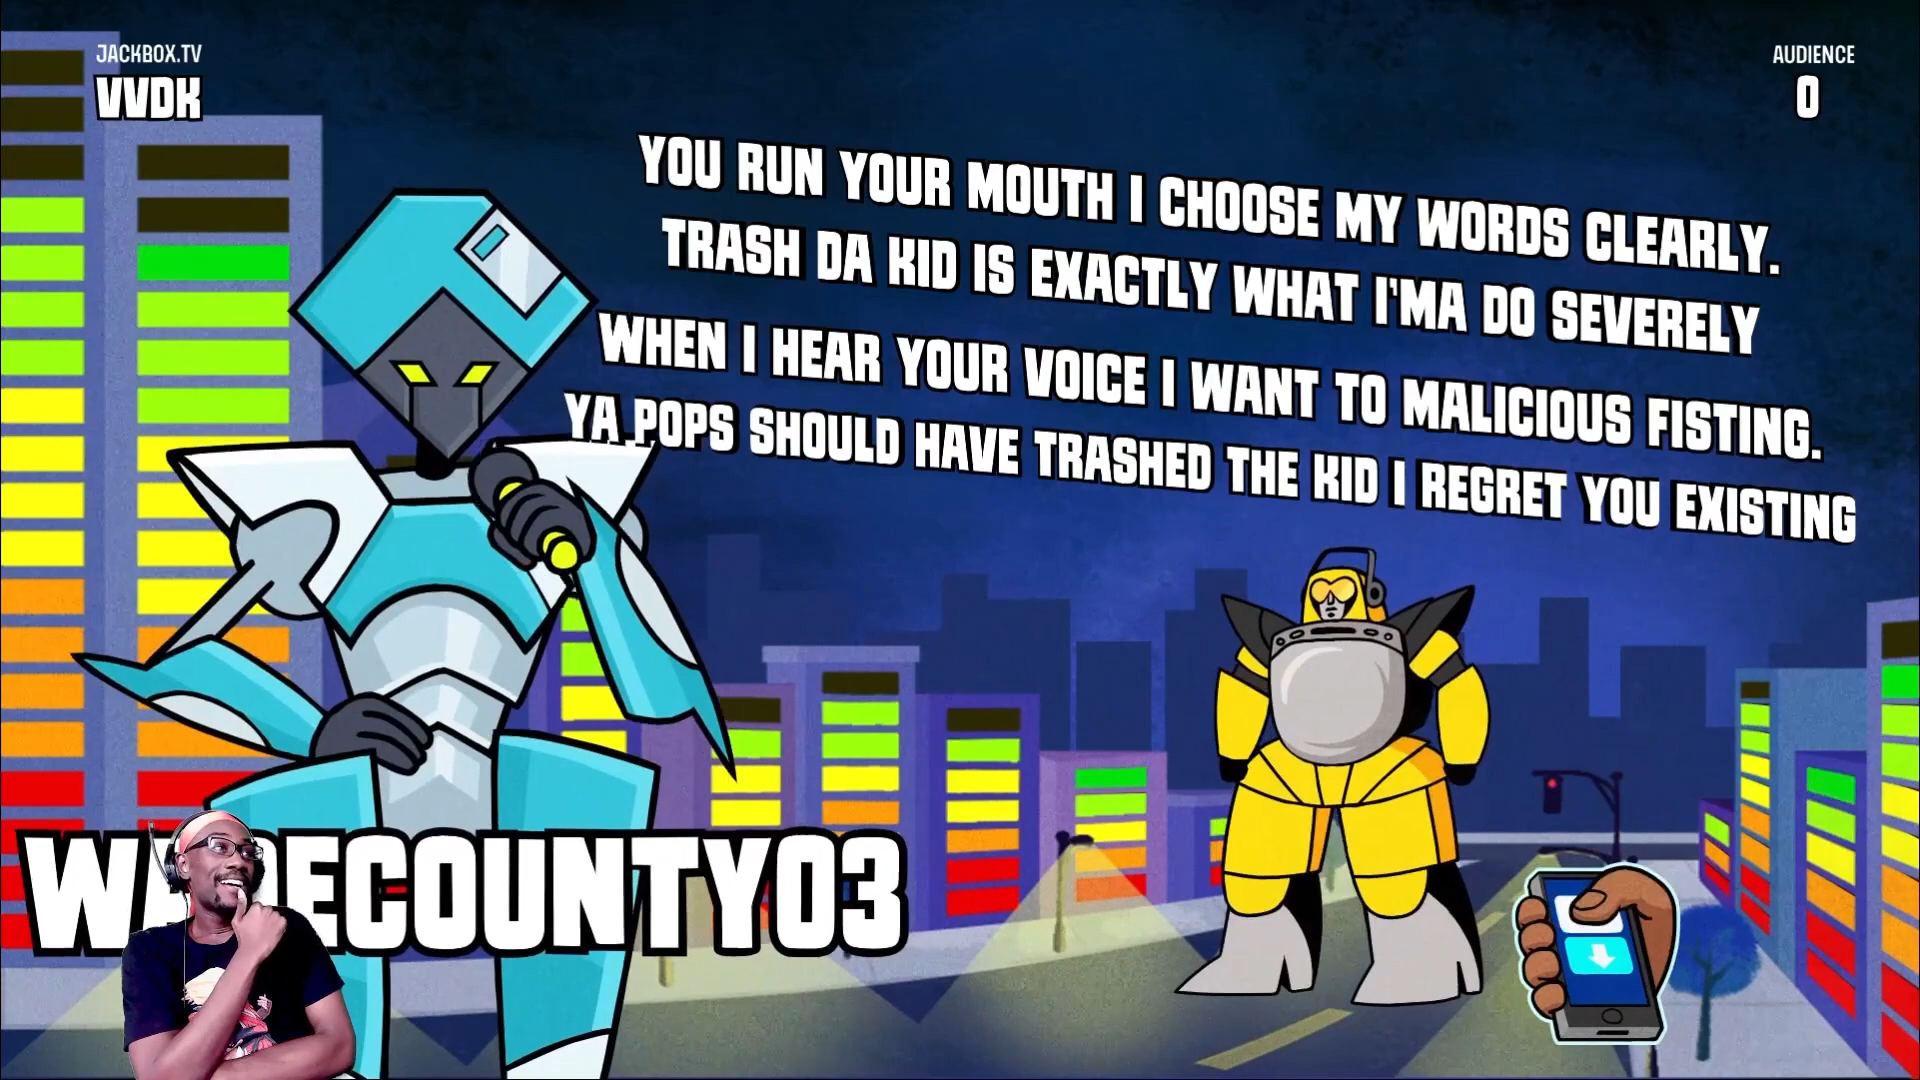 JACKBOX.TV
VVDK
AUDIENCE
0
YOU RUN YOUR MOUTH I CHOOSE MY WORDS CLEARLY.
TRASH DA KID IS EXACTLY WHAT I'MA DO SEVERELY
WHEN I HEAR YOUR VOICE I WANT TO MALICIOUS FISTING.
YA POPS SHOULD HAVE TRASHED THE KID I REGRET YOU EXISTING